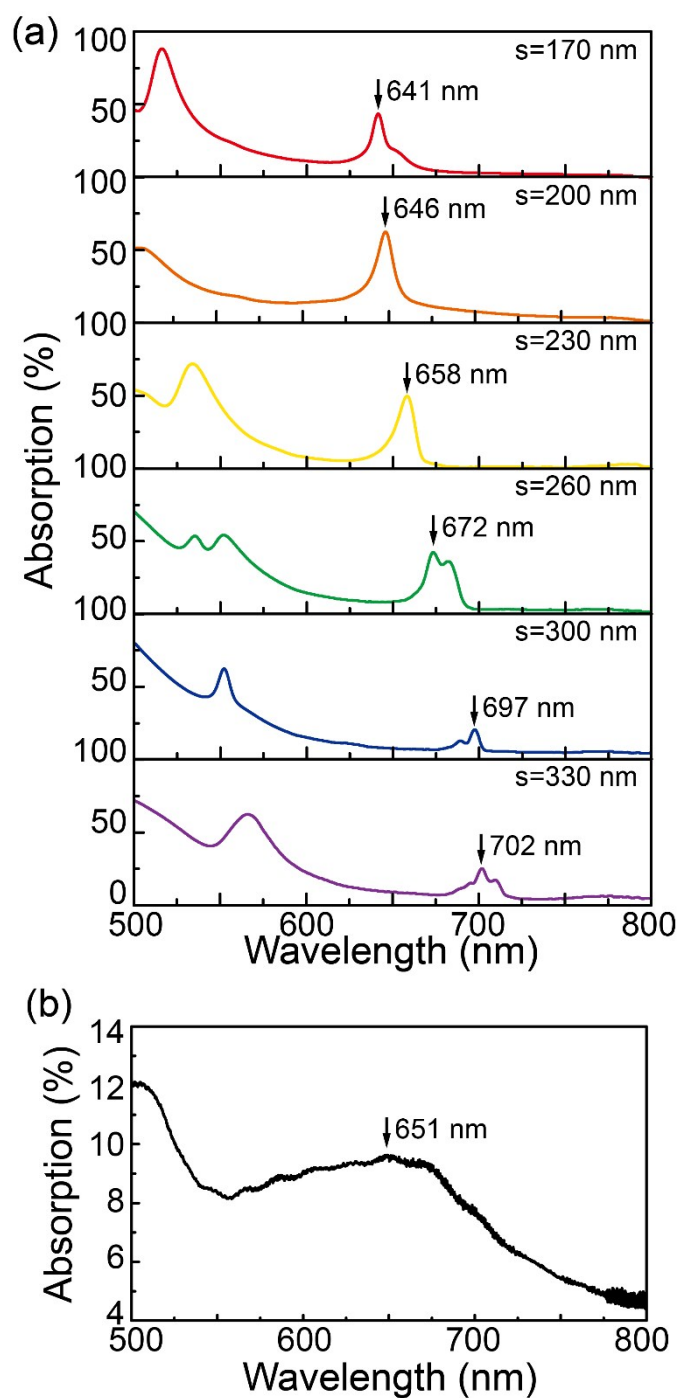 (a)
Absorption (%)
100
50
s=170 nm
641 nm
100
50
s=200 nm
646 nm
100
50
s=230 nm
658 nm
100
50
s=260 nm
672 nm
100
50
s=300 nm
697 nm
100
50
0
s=330 nm
702 nm
500 600 700 800
Wavelength (nm)
(b)
Absorption (%)
14
12
10
8
6
4
651 nm
500 600 700 800
Wavelength (nm)